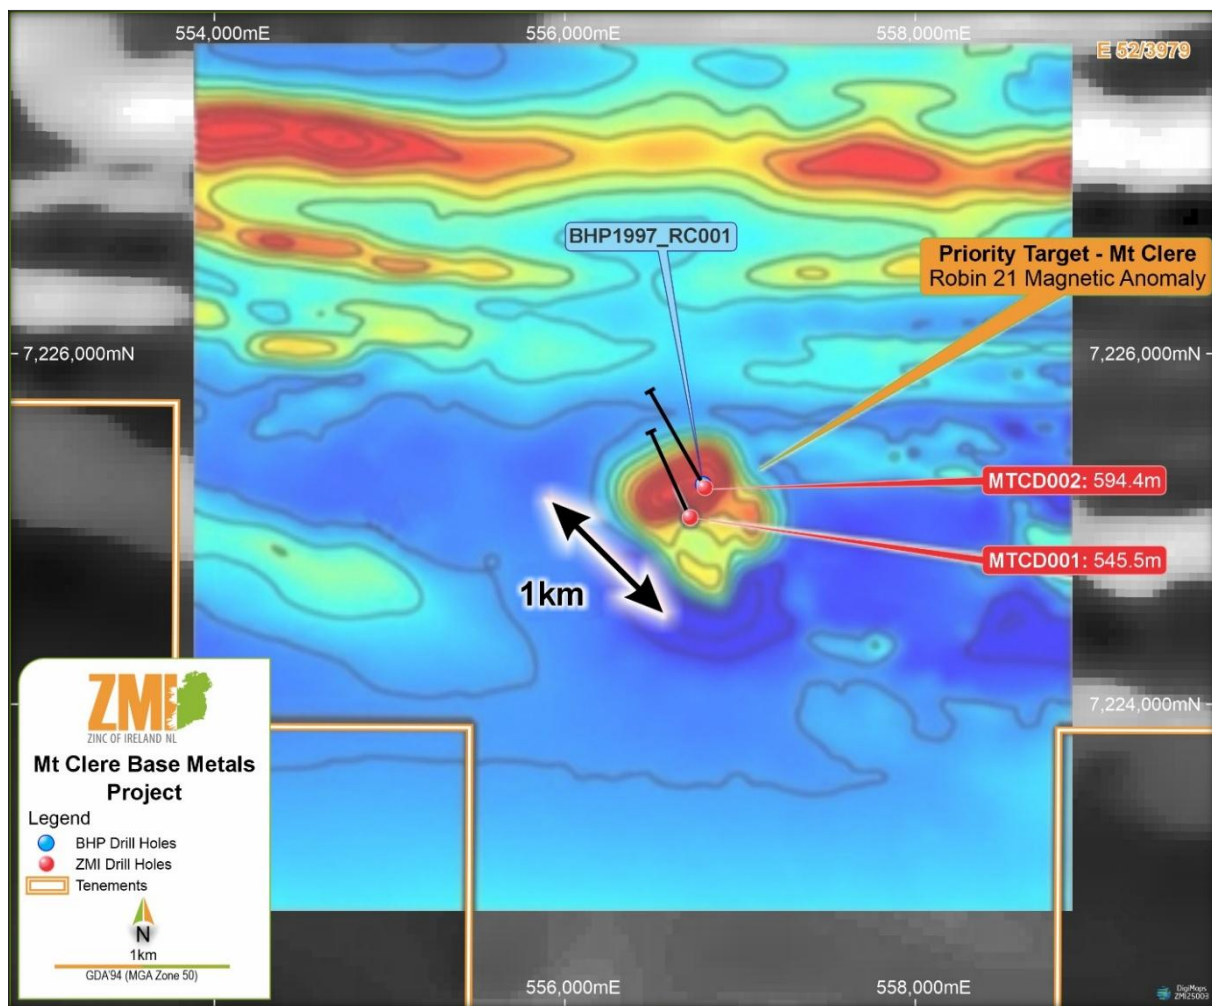 554,000mE
556,000mE
558,000mE
E 52/3979
BHP1997_RC001
Priority Target - Mt Clere
Robin 21 Magnetic Anomaly
7,226,000mN
7,226,000mN
MTCD002: 594.4m
MTCD001: 545.5m
1km
7,224,000mN
ZMI
ZINC OF IRELAND NL
Mt Clere Base Metals
Project
Legend
BHP Drill Holes
ZMI Drill Holes
Tenements
N
1km
GDA'94 (MGA Zone 50)
556,000mE
558,000mE
DigiMaps
ZMI25003